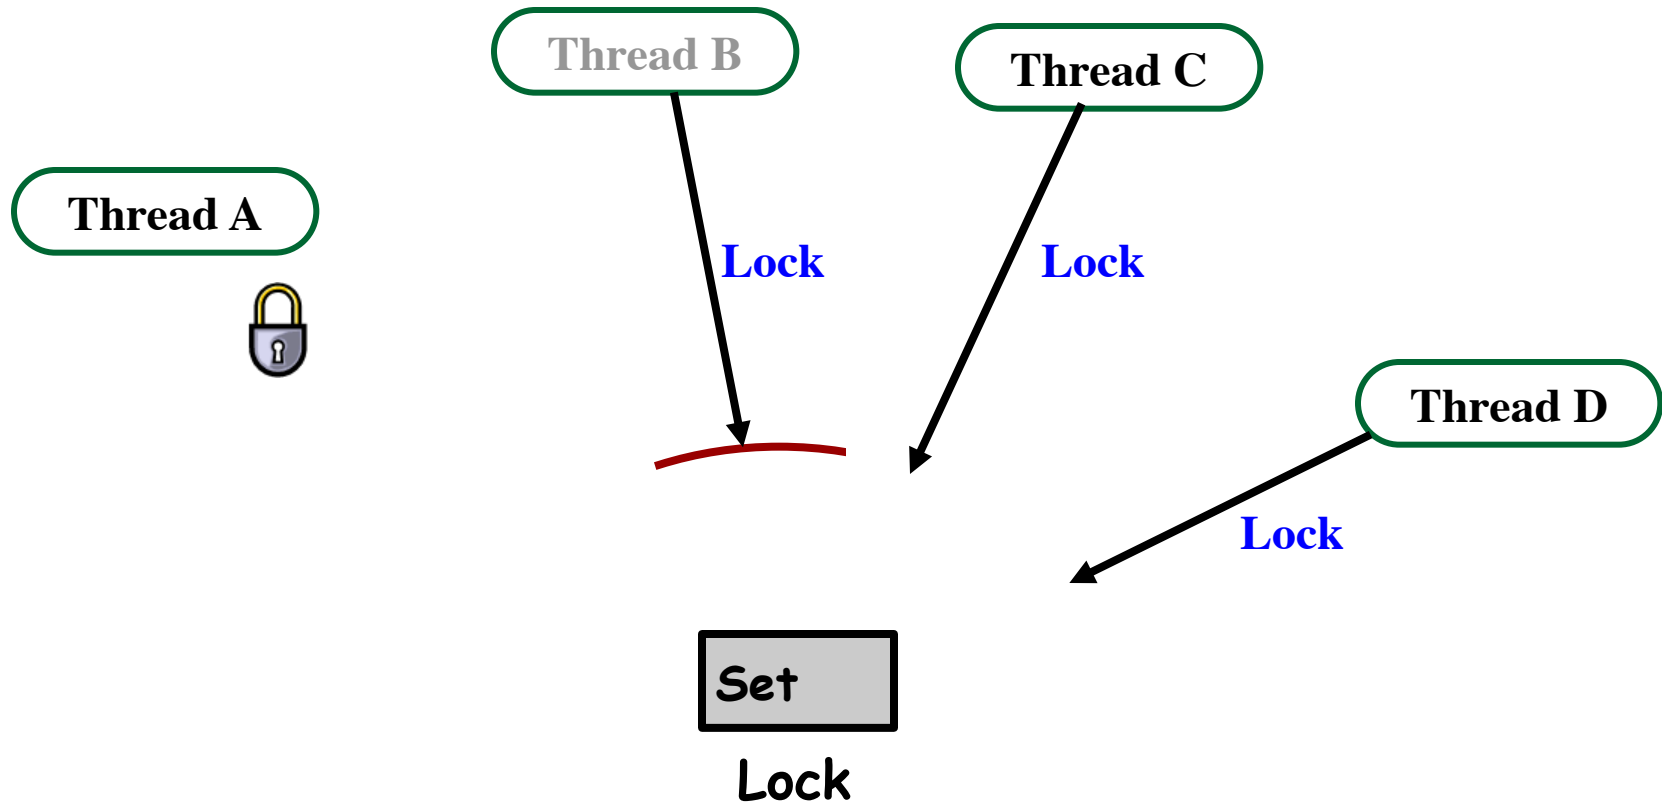 Thread B
Thread C
Thread A
Lock
Lock
Thread D
Lock
Set
Lock